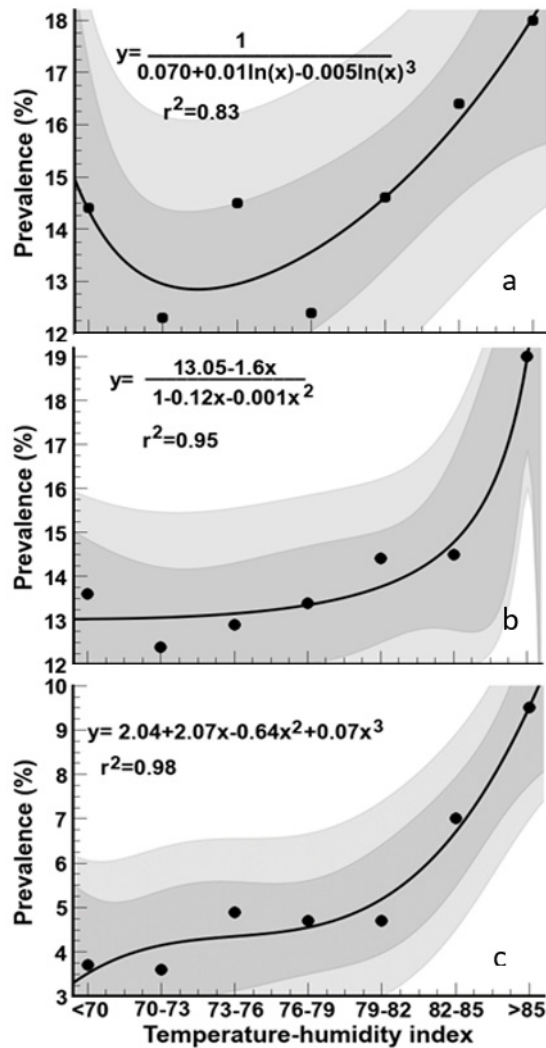 18
17
16
15
14
13
12
Prevalence (%)
y= 1
0.070+0.01ln(x)-0.005ln(x)3
r2=0.83
a
19
18
17
16
15
14
13
12
Prevalence (%)
y= 13.05-1.6x
1-0.12x-0.001x2
r2=0.95
b
10
9
8
7
6
5
4
3
Prevalence (%)
y= 2.04+2.07x-0.64x2+0.07x3
r2=0.98
c
<70 70-73 73-76 76-79 79-82 82-85 >85
Temperature-humidity index